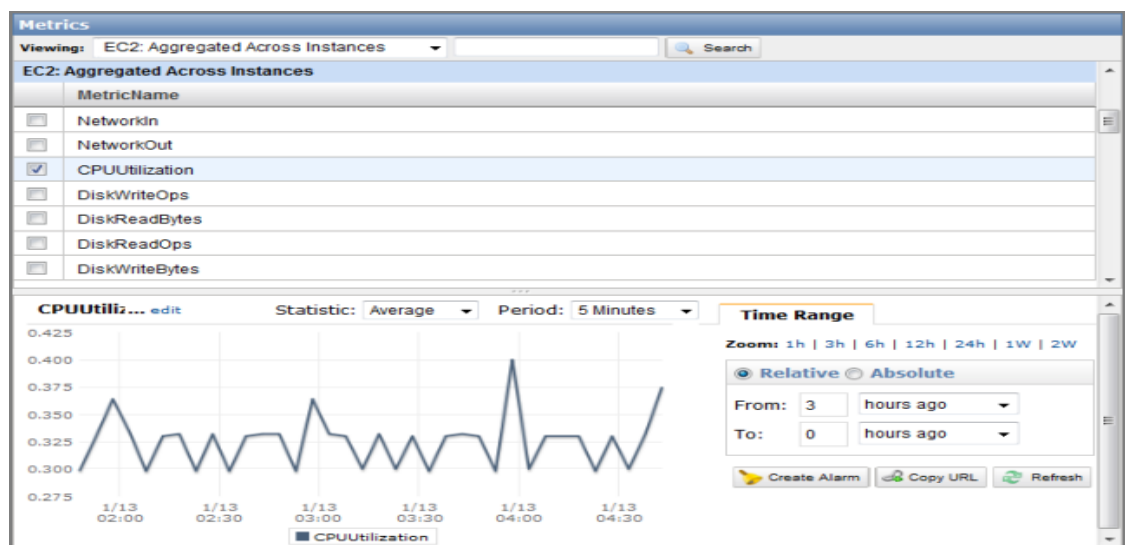 Metrics
Viewing: EC2: Aggregated Across Instances Search
EC2: Aggregated Across Instances
MetricName
NetworkIn
NetworkOut
CPUUtilization
DiskWriteOps
DiskReadBytes
DiskReadOps
DiskWriteBytes
CPUUtiliz... edit Statistic: Average Period: 5 Minutes
0.425
0.400
0.375
0.350
0.325
0.300
0.275
1/13 02:00
1/13 02:30
1/13 03:00
1/13 03:30
1/13 04:00
1/13 04:30
CPUUtilization
Time Range
Zoom: 1h | 3h | 6h | 12h | 24h | 1W | 2W
Relative Absolute
From: 3 hours ago
To: 0 hours ago
Create Alarm Copy URL Refresh